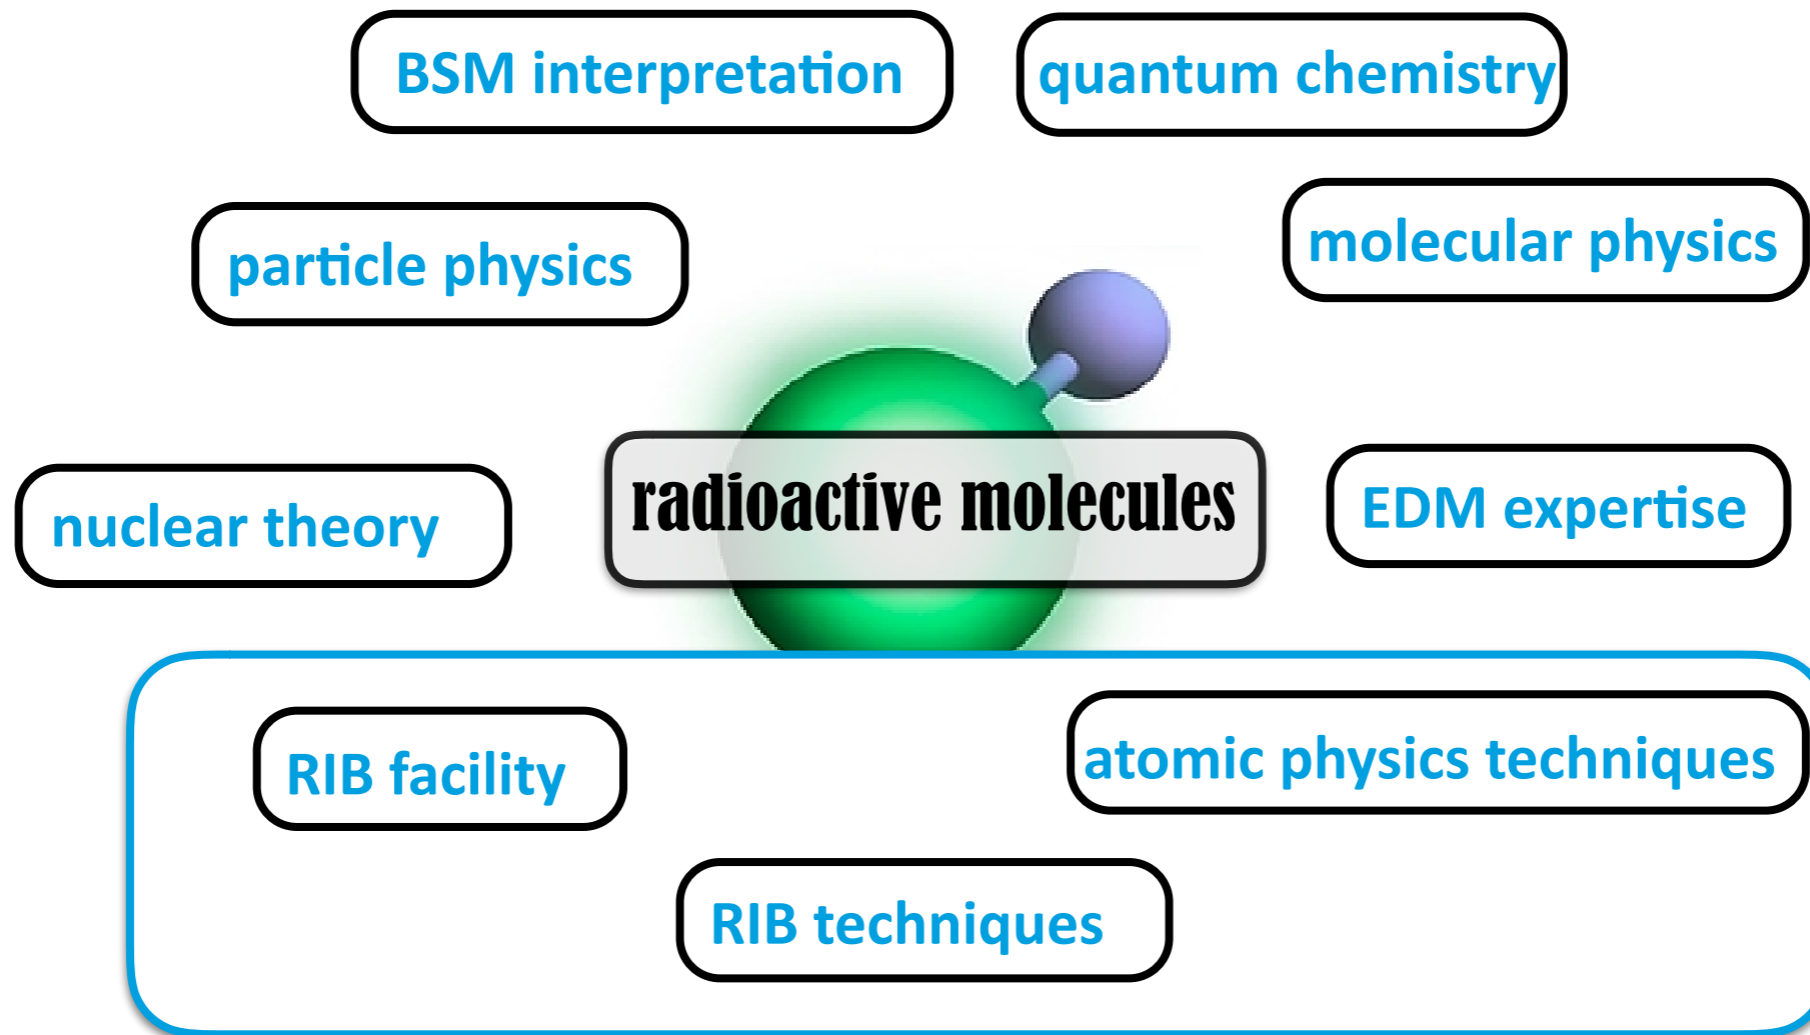 BSM interpretation
quantum chemistry
particle physics
molecular physics
nuclear theory
radioactive molecules
EDM expertise
RIB facility
atomic physics techniques
RIB techniques